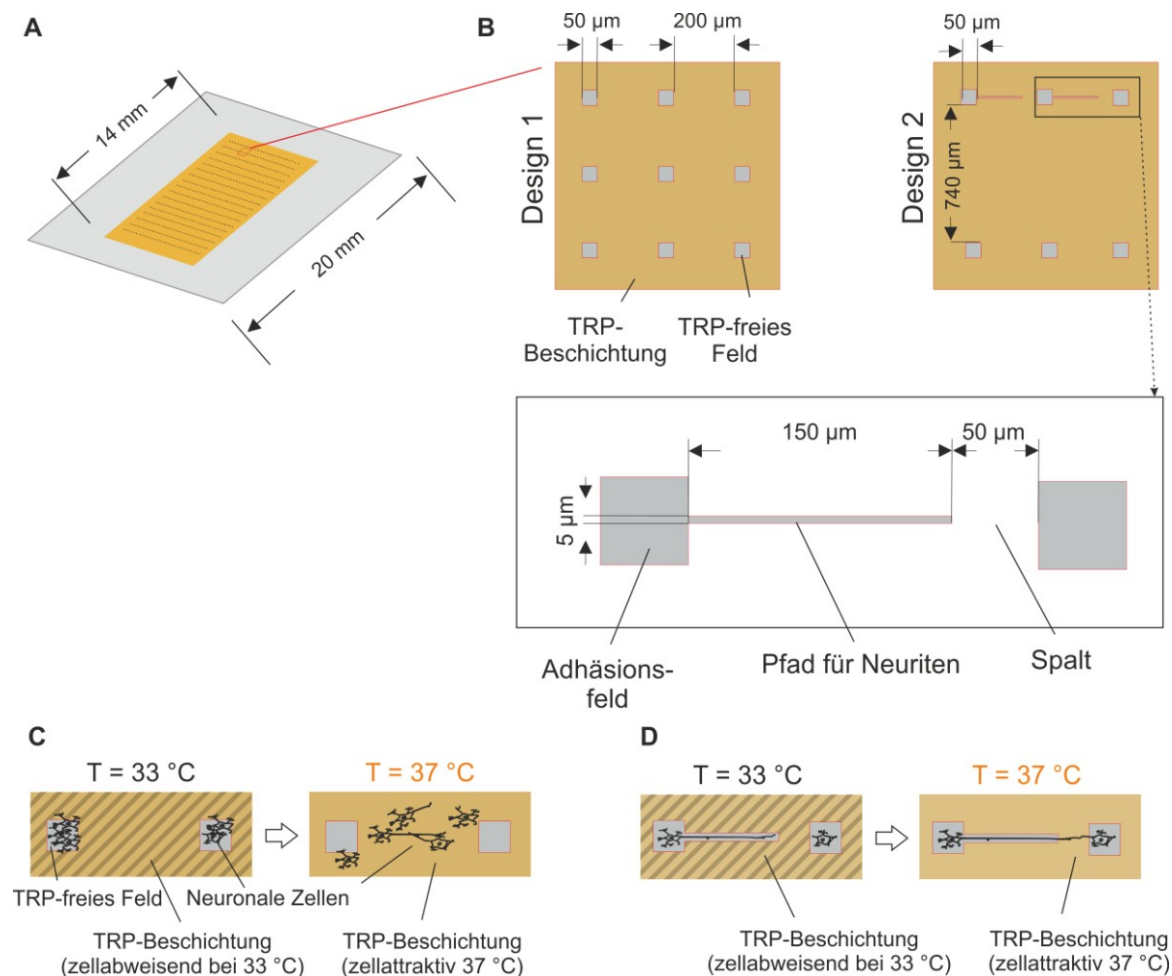 A
14 mm
20 mm
B
50 µm
200 µm
Design 1
TRP-
Beschichtung
TRP-freies
Feld
50 µm
Design 2
740 µm
150 µm
50 µm
5 µm
Adhäsions-
feld
Pfad für Neuriten
Spalt
C
T = 33 °C
T = 37 °C
TRP-freies Feld
Neuronale Zellen
TRP-Beschichtung
(zellabweisend bei 33 °C)
TRP-Beschichtung
(zellattraktiv 37 °C)
D
T = 33 °C
T = 37 °C
TRP-Beschichtung
(zellabweisend bei 33 °C)
TRP-Beschichtung
(zellattraktiv 37 °C)